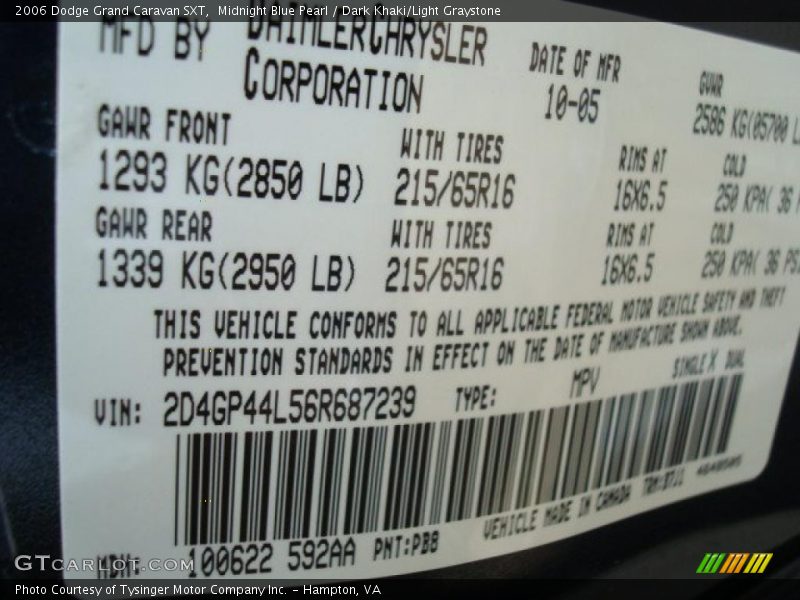 2006 Dodge Grand Caravan SXT,  Midnight Blue Pearl / Dark Khaki/Light Graystone
MFD BY DAIMLERCHRYSLER CORPORATION
DATE OF MFR
10-05
GVWR
2586 KG(05700 L
GAWR FRONT
WITH TIRES
RIMS AT
COLD
1293 KG(2850 LB)
215/65R16
16X6.5
250 KPA( 36 P
GAWR REAR
WITH TIRES
RIMS AT
COLD
1339 KG(2950 LB)
215/65R16
16X6.5
250 KPA( 36 PSI
THIS VEHICLE CONFORMS TO ALL APPLICABLE FEDERAL MOTOR VEHICLE SAFETY AND THEFT
PREVENTION STANDARDS IN EFFECT ON THE DATE OF MANUFACTURE SHOWN ABOVE.
SINGLE X DUAL
VIN: 2D4GP44L56R687239 TYPE: MPV
MDH: 100622 592AA PNT:PB8 VEHICLE MADE IN CANADA
GTCarLot.com
Photo Courtesy of Tysinger Motor Company Inc. – Hampton, VA